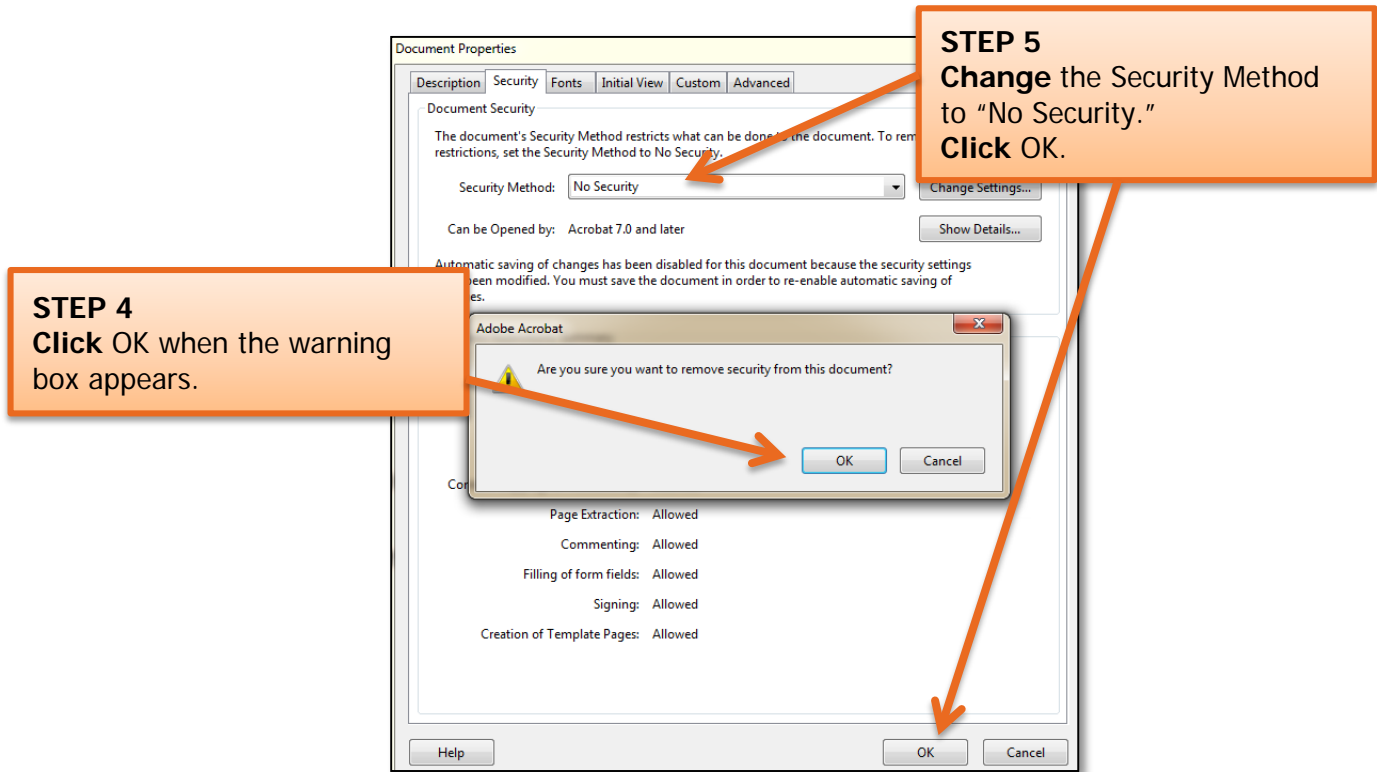 Document Properties
STEP 5
Change the Security Method
to “No Security.”
Click OK.
Description Security Fonts Initial View Custom Advanced
Document Security
The document's Security Method restricts what can be done to the document. To
restrictions, set the Security Method to No Security.
Security Method: No Security Change Settings...
Can be Opened by: Acrobat 7.0 and later Show Details...
Automatic saving of changes has been disabled for this document because the security settings
been modified. You must save the document in order to re-enable automatic saving of
STEP 4
Click OK when the warning
box appears.
Adobe Acrobat
Are you sure you want to remove security from this document?
OK Cancel
Page Extraction: Allowed
Commenting: Allowed
Filling of form fields: Allowed
Signing: Allowed
Creation of Template Pages: Allowed
Help OK Cancel